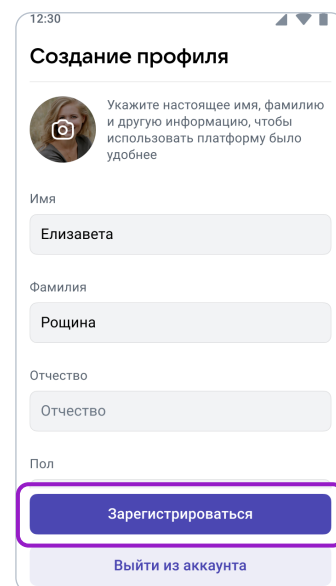 12:30
Создание профиля
Укажите настоящее имя, фамилию
и другую информацию, чтобы
использовать платформу было
удобнее
Имя
Елизавета
Фамилия
Рощина
Отчество
Отчество
Пол
Зарегистрироваться
Выйти из аккаунта